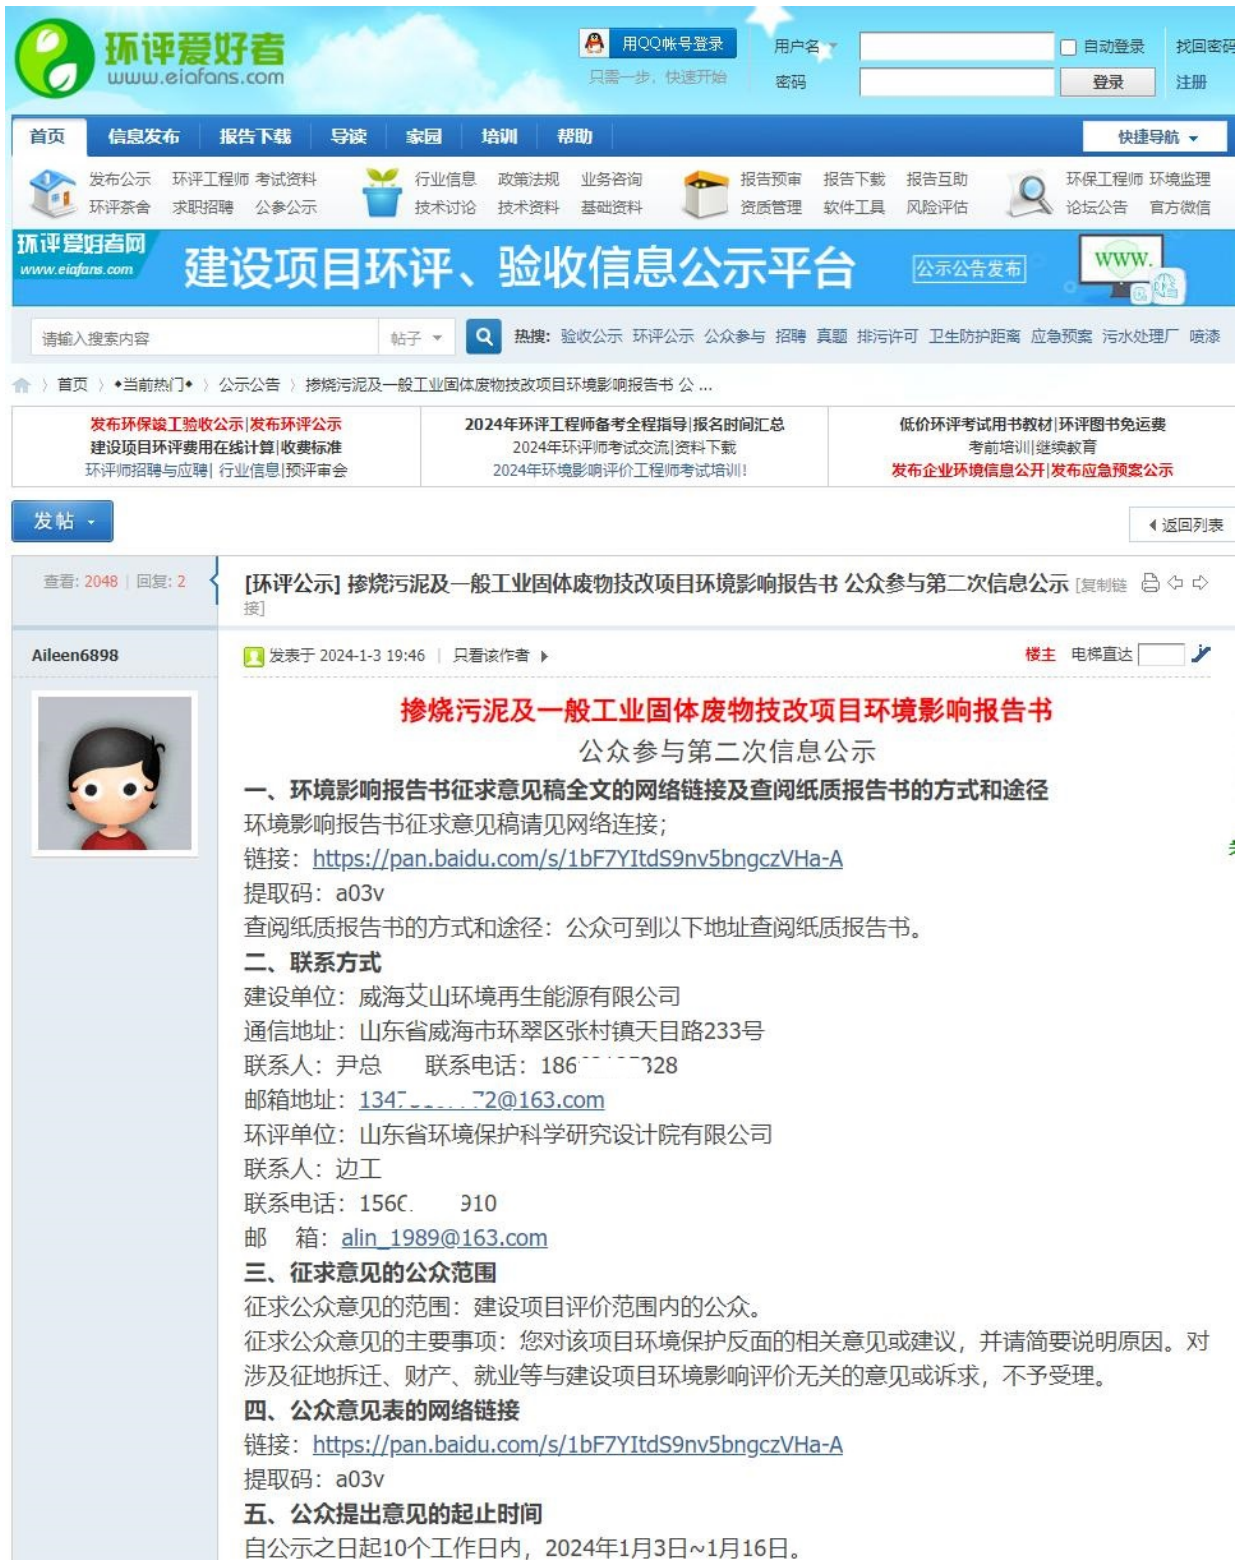 环评爱好者
www.eiafans.com
用QQ帐号登录
只需一步，快速开始
用户名
自动登录
找回密码
密码
登录
注册
首页 信息发布 报告下载 导读 家园 培训 帮助
快捷导航
发布公示 环评工程师 考试资料 行业信息 政策法规 业务咨询 报告预审 报告下载 报告互助 环保工程师 环境监理
环评茶舍 求职招聘 公参公示 技术讨论 技术资料 基础资料 资质管理 软件工具 风险评估 论坛公告 官方微信
环评爱好者网
www.eiafans.com
建设项目环评、验收信息公示平台
公示公告发布
www.
请输入搜索内容 帖子
热搜: 验收公示 环评公示 公众参与 招聘 真题 排污许可 卫生防护距离 应急预案 污水处理厂 喷漆
首页 〉 ◆当前热门◆ 〉 公示公告 〉 掺烧污泥及一般工业固体废物技改项目环境影响报告书 公 ...
发布环保竣工验收公示|发布环评公示
建设项目环评费用在线计算|收费标准
环评师招聘与应聘| 行业信息|预评审会
2024年环评工程师备考全程指导|报名时间汇总
2024年环评师考试交流|资料下载
2024年环境影响评价工程师考试培训!
低价环评考试用书教材|环评图书免运费
考前培训|继续教育
发布企业环境信息公开|发布应急预案公示
发帖
返回列表
查看: 2048 | 回复: 2
[环评公示] 掺烧污泥及一般工业固体废物技改项目环境影响报告书 公众参与第二次信息公示 [复制链
接]
Aileen6898
发表于 2024-1-3 19:46 | 只看该作者
楼主 电梯直达
掺烧污泥及一般工业固体废物技改项目环境影响报告书
公众参与第二次信息公示
一、环境影响报告书征求意见稿全文的网络链接及查阅纸质报告书的方式和途径
环境影响报告书征求意见稿请见网络连接；
链接：https://pan.baidu.com/s/1bF7YItdS9nv5bngczVHa-A
提取码：a03v
查阅纸质报告书的方式和途径：公众可到以下地址查阅纸质报告书。
二、联系方式
建设单位：威海艾山环境再生能源有限公司
通信地址：山东省威海市环翠区张村镇天目路233号
联系人：尹总 联系电话：186 328
邮箱地址：134 72@163.com
环评单位：山东省环境保护科学研究设计院有限公司
联系人：边工
联系电话：156 910
邮 箱：alin_1989@163.com
三、征求意见的公众范围
征求公众意见的范围：建设项目评价范围内的公众。
征求公众意见的主要事项：您对该项目环境保护反面的相关意见或建议，并请简要说明原因。对
涉及征地拆迁、财产、就业等与建设项目环境影响评价无关的意见或诉求，不予受理。
四、公众意见表的网络链接
链接：https://pan.baidu.com/s/1bF7YItdS9nv5bngczVHa-A
提取码：a03v
五、公众提出意见的起止时间
自公示之日起10个工作日内，2024年1月3日~1月16日。